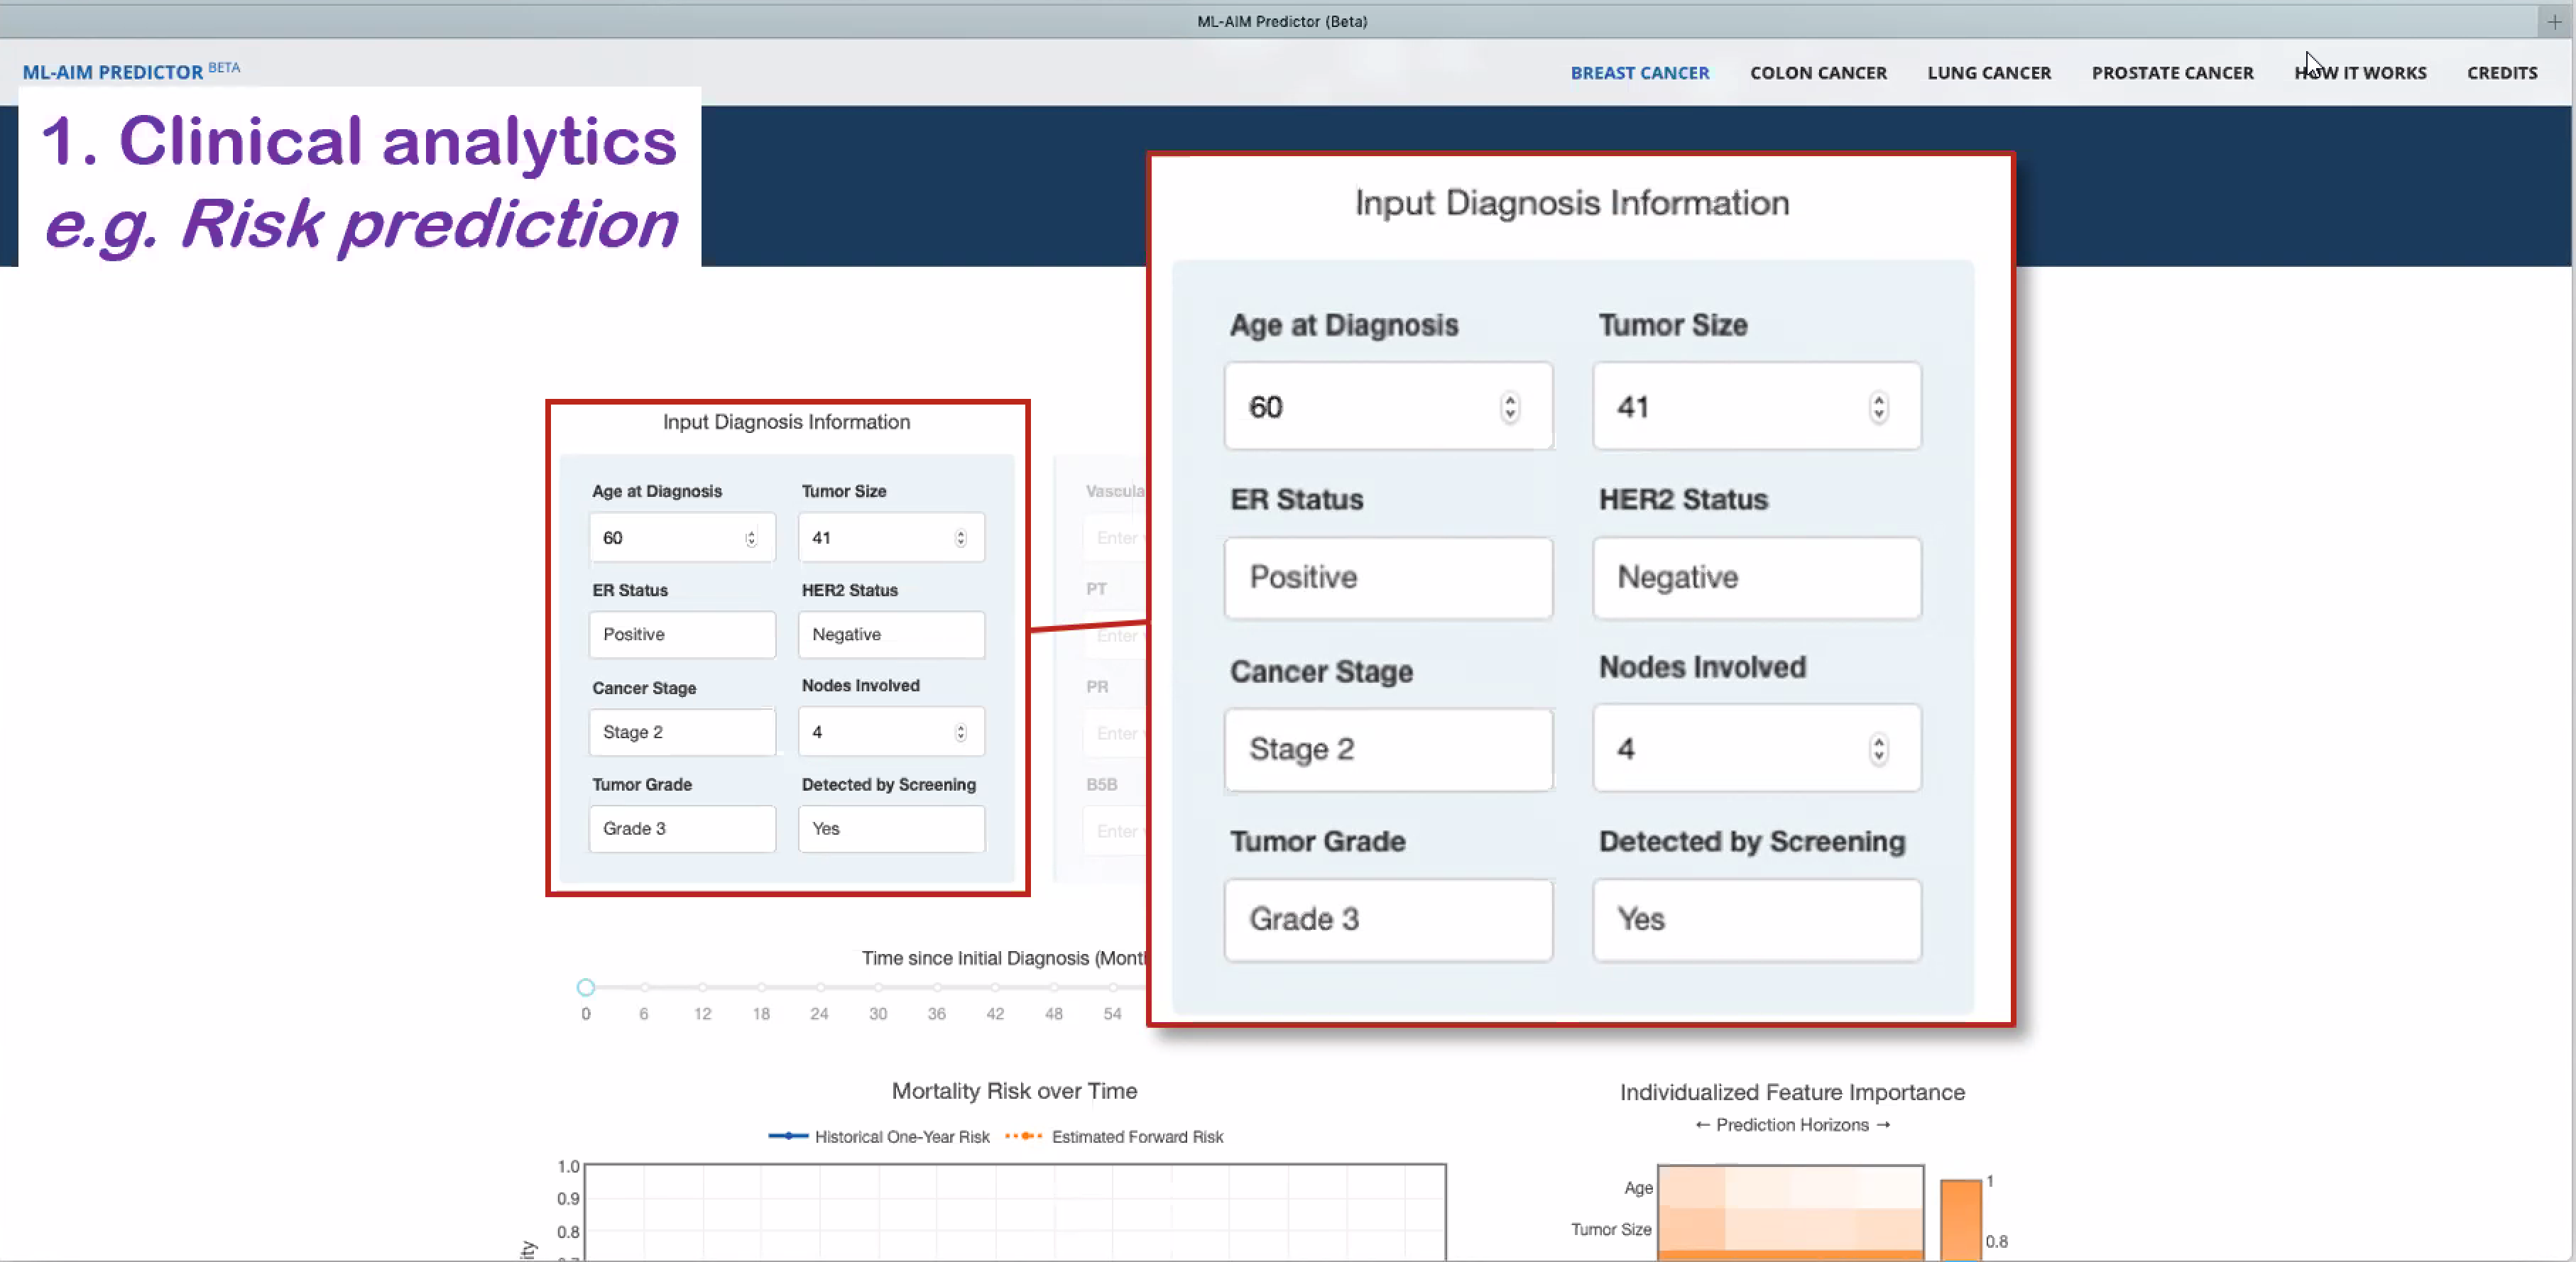 ML-AIM Predictor (Beta)
ML-AIM PREDICTOR BETA
BREAST CANCER COLON CANCER LUNG CANCER PROSTATE CANCER HOW IT WORKS CREDITS
1. Clinical analytics
e.g. Risk prediction
Input Diagnosis Information
Age at Diagnosis Tumor Size
60 41
ER Status HER2 Status
Positive Negative
Cancer Stage Nodes Involved
Stage 2 4
Tumor Grade Detected by Screening
Grade 3 Yes
Enter
PT
Enter
PR
Enter
B5B
Enter
Input Diagnosis Information
Age at Diagnosis Tumor Size
60 41
ER Status HER2 Status
Positive Negative
Cancer Stage Nodes Involved
Stage 2 4
Tumor Grade Detected by Screening
Grade 3 Yes
Time since Initial Diagnosis
0 6 12 18 24 30 36 42 48 54
Mortality Risk over Time
Historical One-Year Risk Estimated Forward Risk
1.0
0.9
0.8
Individualized Feature Importance
← Prediction Horizons →
Age
Tumor Size
1
0.8